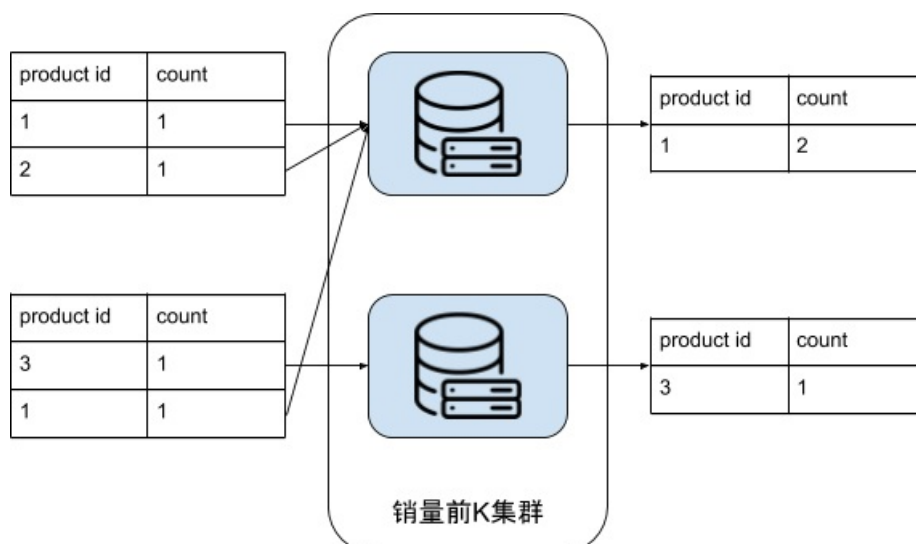 product id count
1 1
2 1
product id count
1 2
product id count
3 1
1 1
product id count
3 1
销量前K集群